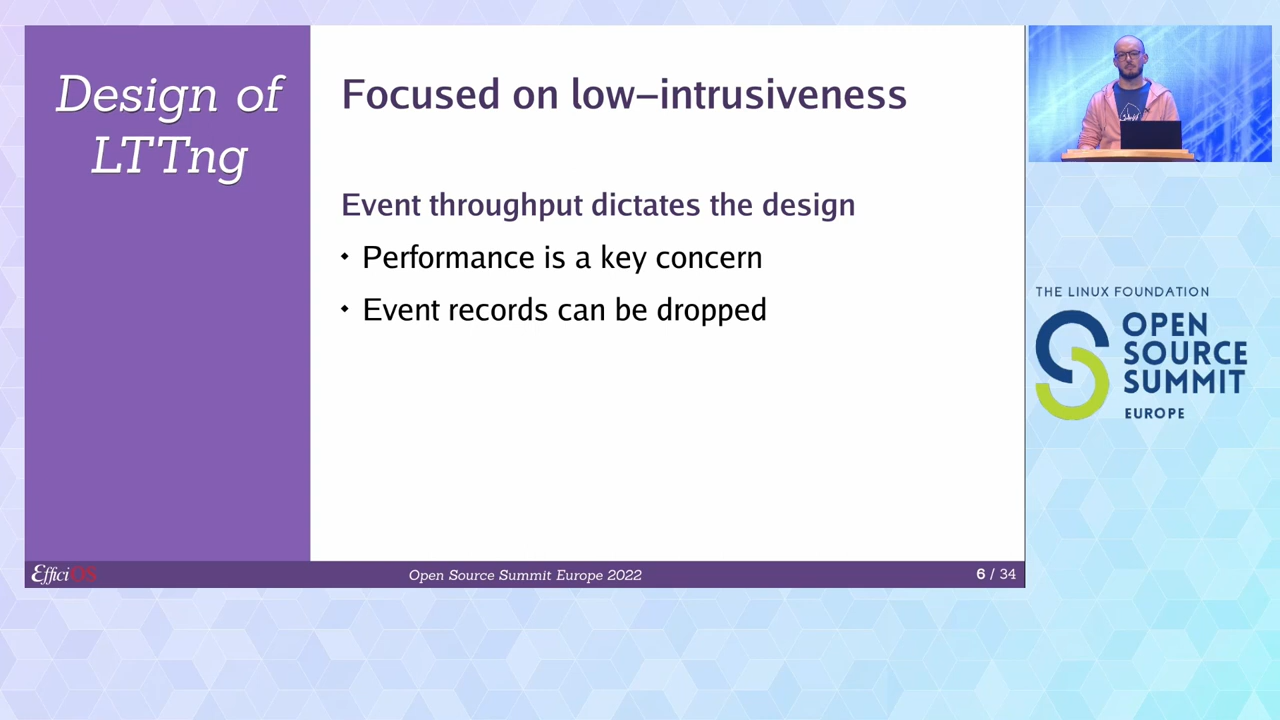 Design of
LTTng
Focused on low–intrusiveness
Event throughput dictates the design
Performance is a key concern
Event records can be dropped
EfficiOS
Open Source Summit Europe 2022
6 / 34
THE LINUX FOUNDATION
OPEN
SOURCE
SUMMIT
EUROPE